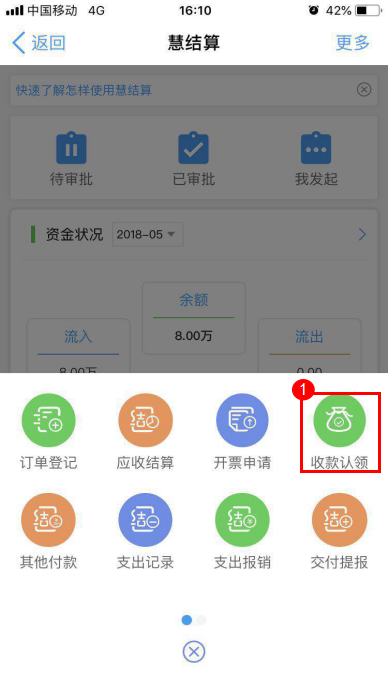 中国移动 4G 16:10 42%
返回 慧结算 更多
快速了解怎样使用慧结算
待审批 已审批 我发起
资金状况 2018-05
余额
8.00万
流入 流出
8.00万 0.00
1
订单登记 应收结算 开票申请 收款认领
其他付款 支出记录 支出报销 交付提报